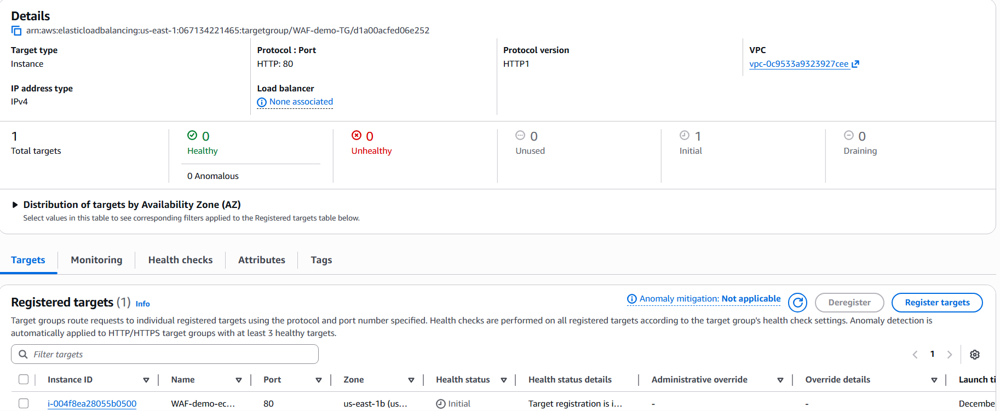 Details
arn:aws:elasticloadbalancing:us-east-1:067134221465:targetgroup/WAF-demo-TG/d1a00acfed06e252
Target type
Instance
Protocol : Port
HTTP: 80
Protocol version
HTTP1
VPC
vpc-0c9533a9323927cee
IP address type
IPv4
Load balancer
None associated
1
Total targets
0
Healthy
0 Anomalous
0
Unhealthy
0
Unused
1
Initial
0
Draining
Distribution of targets by Availability Zone (AZ)
Select values in this table to see corresponding filters applied to the Registered targets table below.
Targets
Monitoring
Health checks
Attributes
Tags
Registered targets (1) Info
Anomaly mitigation: Not applicable
Deregister
Register targets
Target groups route requests to individual registered targets using the protocol and port number specified. Health checks are performed on all registered targets according to the target group's health check settings. Anomaly detection is
automatically applied to HTTP/HTTPS target groups with at least 3 healthy targets.
Filter targets
1
Instance ID Name Port Zone Health status Health status details Administrative override Override details Launch ti
i-004f8ea28055b0500 WAF-demo-ec... 80 us-east-1b (us... Initial Target registration is i... - - Decembe